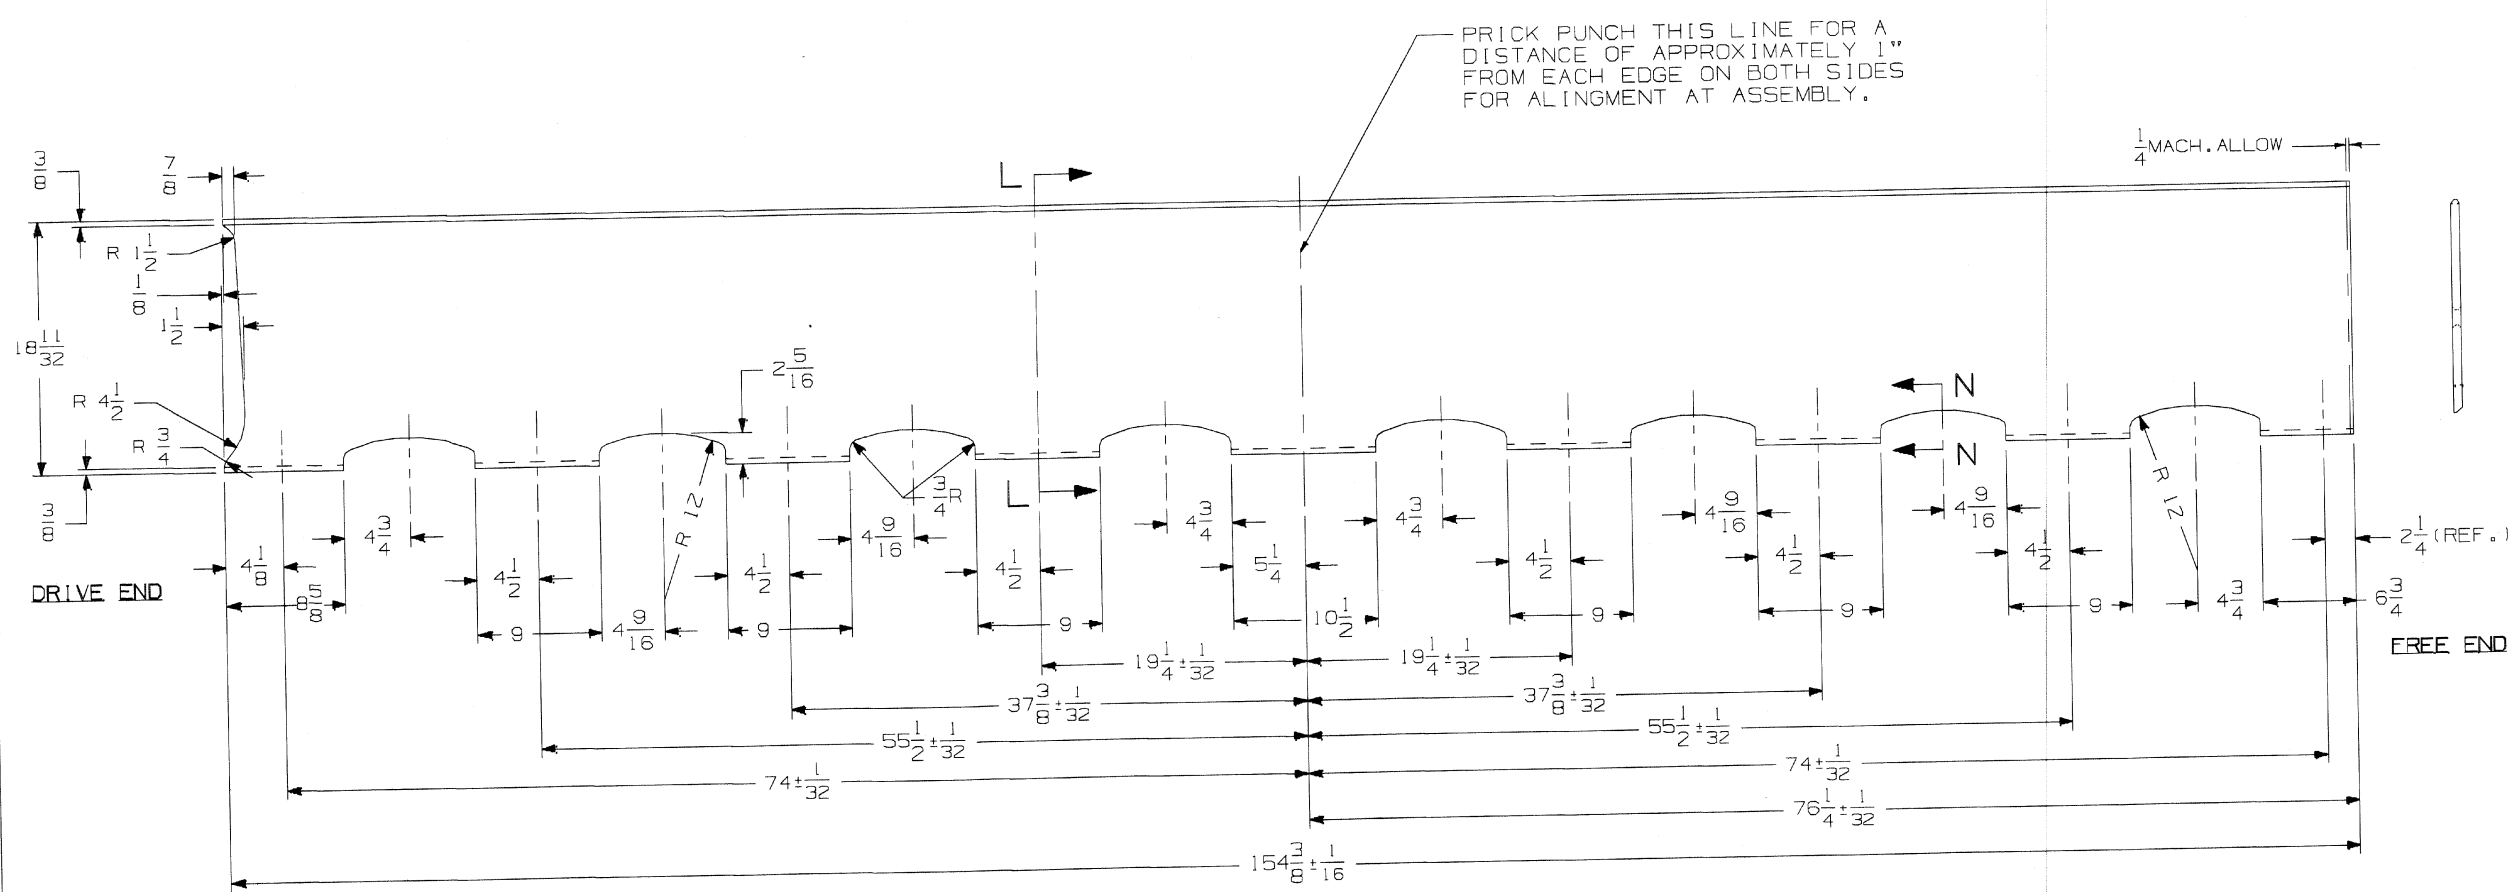 PRICK PUNCH THIS LINE FOR A
DISTANCE OF APPROXIMATELY 1"
FROM EACH EDGE ON BOTH SIDES
FOR ALINGMENT AT ASSEMBLY.
1/4 MACH. ALLOW
3/8
7/8
L
R 1 1/2
1/8
1 1/2
18 11/32
2 5/16
R 4 1/2
R 3/4
N
N
3/8
R 12
3/4 R
L
R 12
4 3/4
4 9/16
4 3/4
4 3/4
4 9/16
4 9/16
2 1/4 (REF.)
4 1/8
4 1/2
4 1/2
4 1/2
5 1/4
4 1/2
4 1/2
4 1/2
DRIVE END
8 5/8
9
4 9/16
9
9
10 1/2
9
9
9
4 3/4
6 3/4
FREE END
19 1/4 ± 1/32
19 1/4 ± 1/32
37 3/8 ± 1/32
37 3/8 ± 1/32
55 1/2 ± 1/32
55 1/2 ± 1/32
74 ± 1/32
74 ± 1/32
76 1/4 ± 1/32
154 3/8 ± 1/16